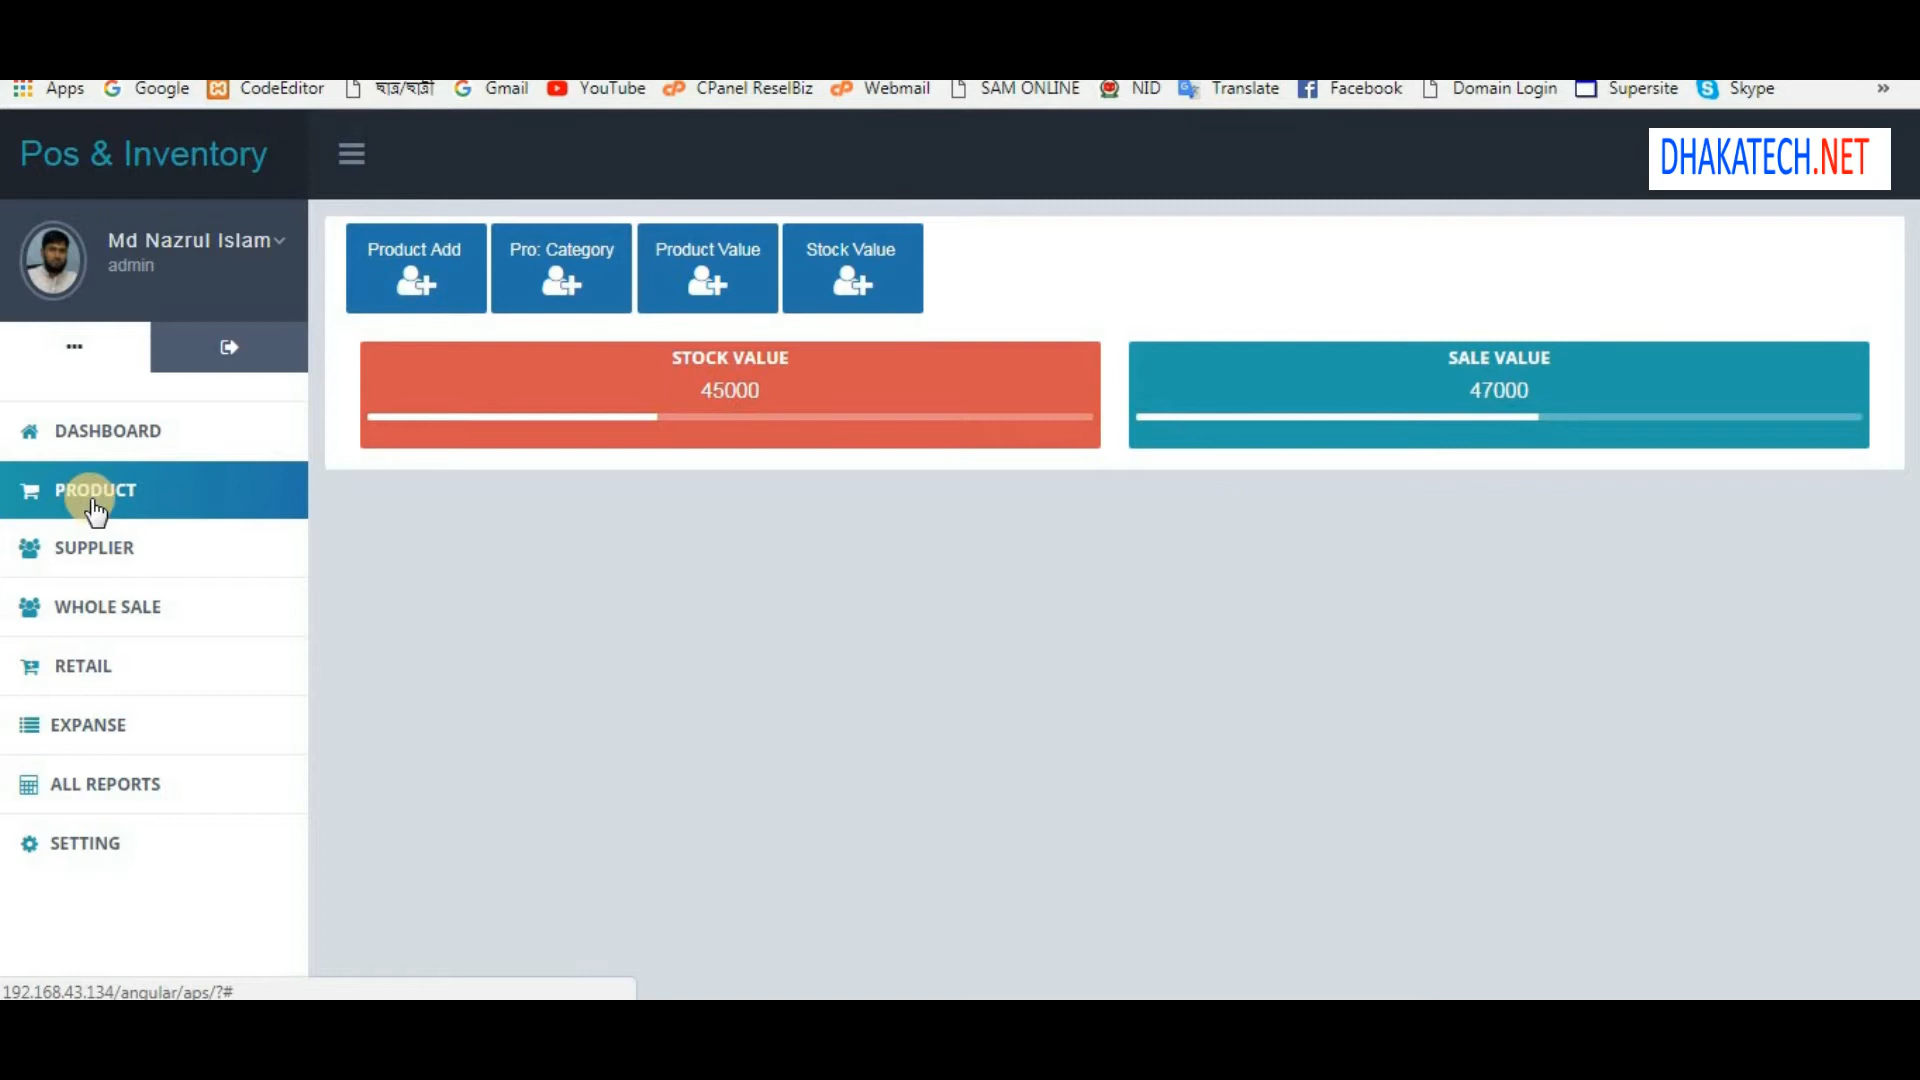 Apps Google CodeEditor ছাত্র/ছাত্রী Gmail YouTube CPanel ReselBiz Webmail SAM ONLINE NID Translate Facebook Domain Login Supersite Skype »
Pos & Inventory
DHAKATECH.NET
Md Nazrul Islam
admin
Product Add
Pro: Category
Product Value
Stock Value
STOCK VALUE
45000
SALE VALUE
47000
DASHBOARD
PRODUCT
SUPPLIER
WHOLE SALE
RETAIL
EXPANSE
ALL REPORTS
SETTING
192.168.43.134/angular/aps/?#